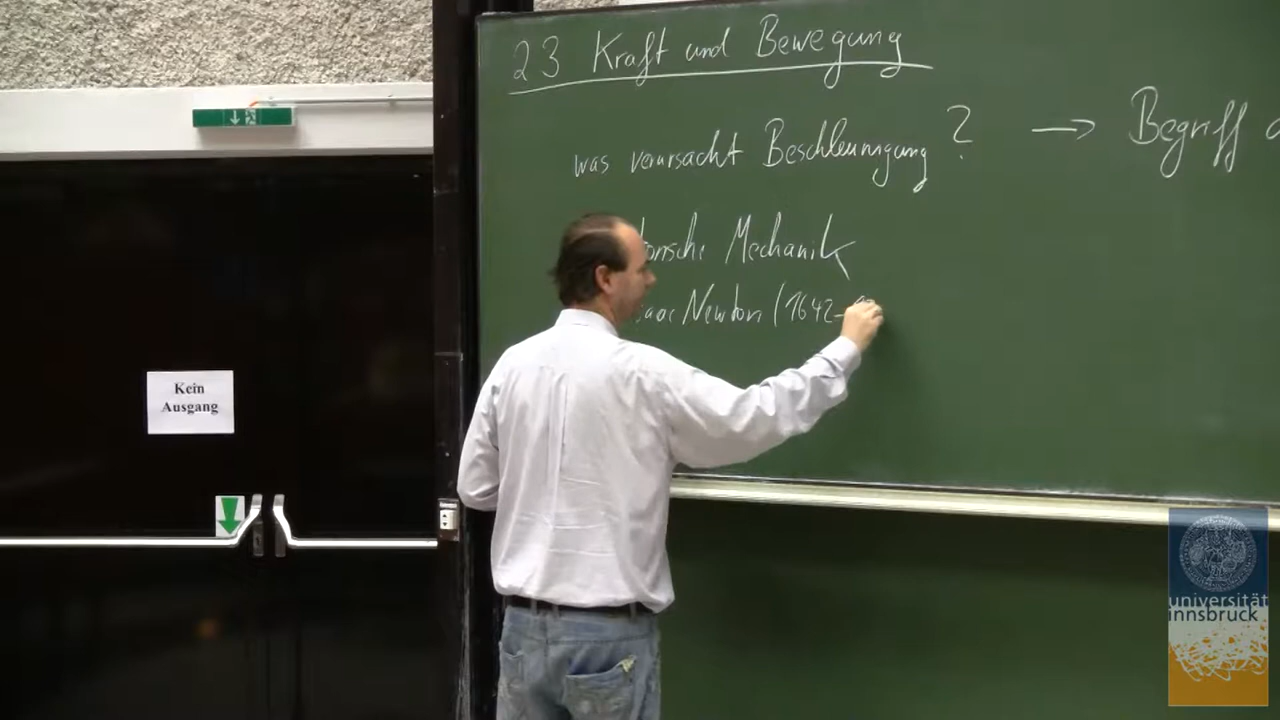 23 Kraft und Bewegung
was verursacht Beschleunigung ? → Begriff
Mechanik
Newton (1642-
Kein
Ausgang
universität
innsbruck